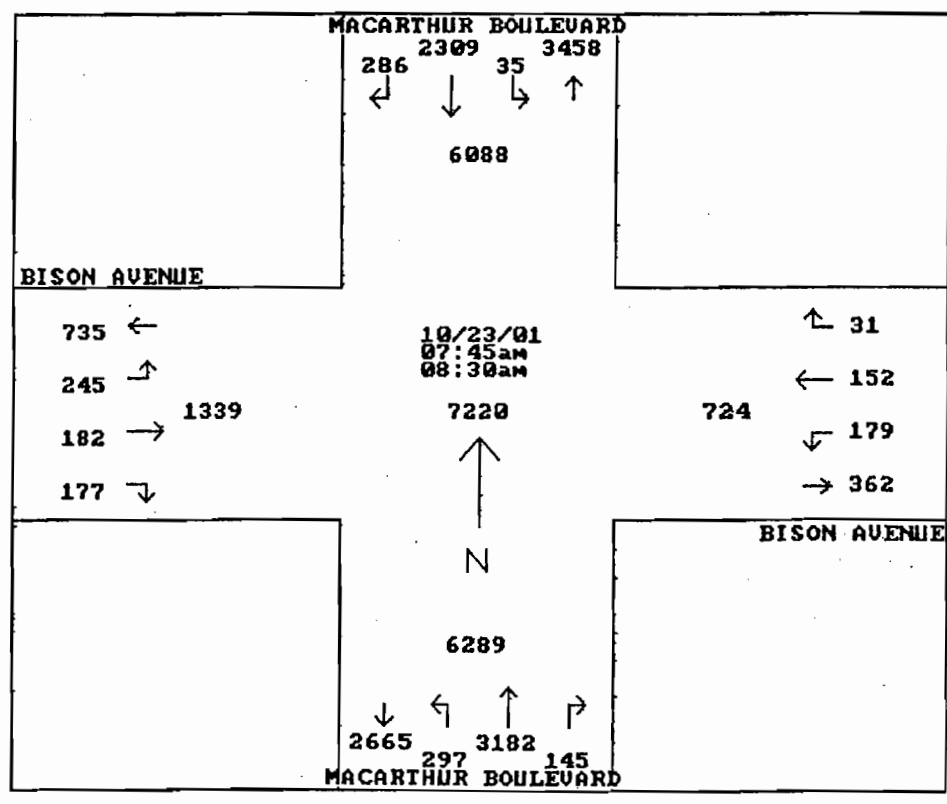 MACARTHUR BOULEVARD
2309 3458
286 35
6088
BISON AVENUE
735
10/23/01
31
07:45am
08:30am
245
152
1339 7220 724
182
179
177
362
BISON AVENUE
N
6289
2665 3182
297 145
MACARTHUR BOULEVARD